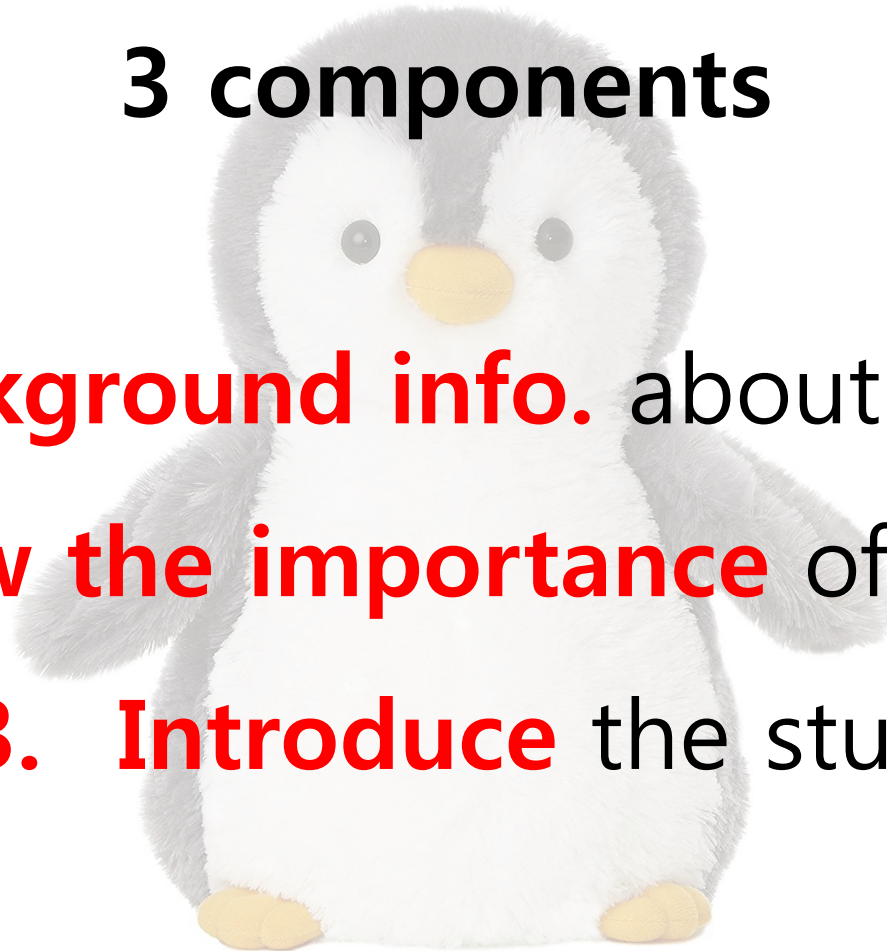 3 components
kground info. about
w the importance of
3. Introduce the stu